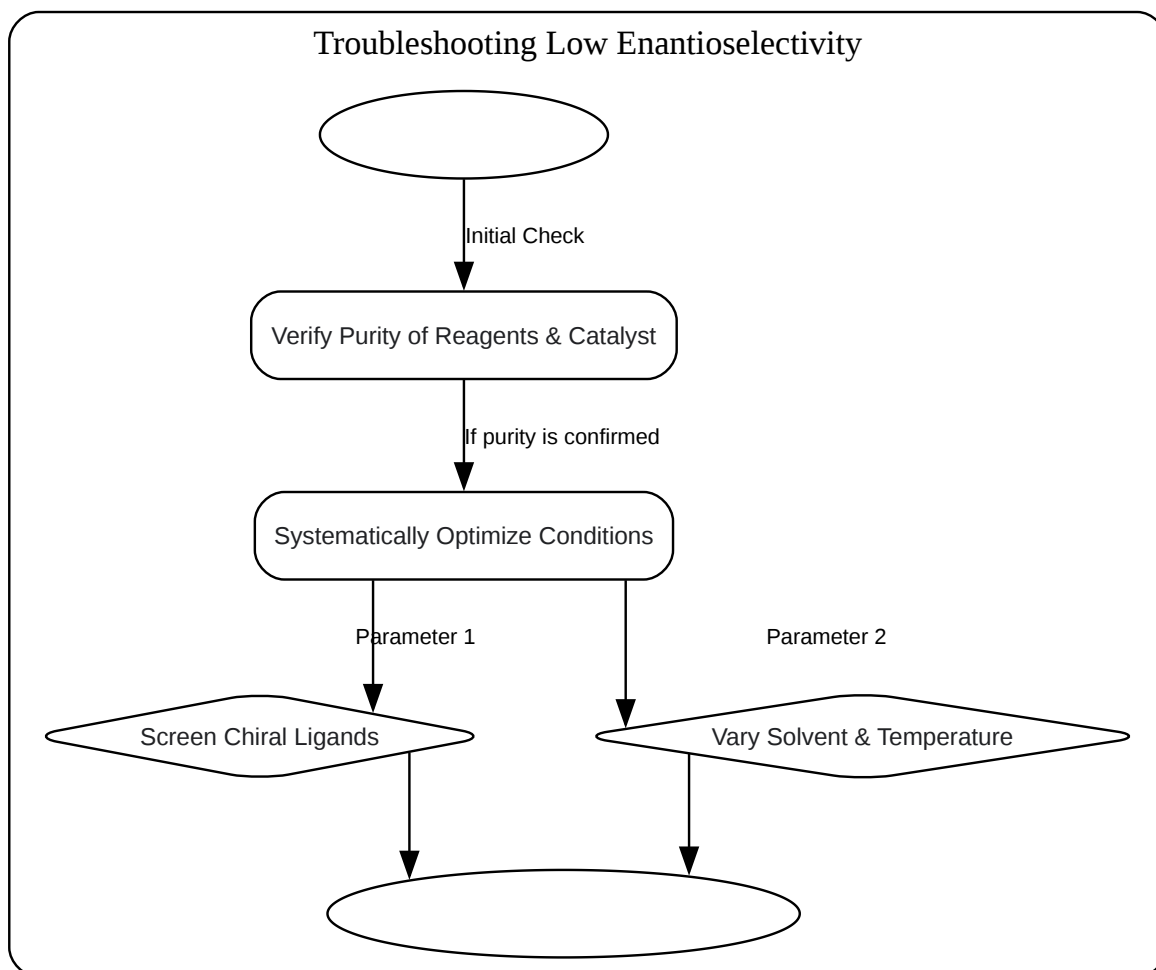 Troubleshooting Low Enantioselectivity
Initial Check
Verify Purity of Reagents & Catalyst
If purity is confirmed
Systematically Optimize Conditions
Parameter 1
Parameter 2
Screen Chiral Ligands
Vary Solvent & Temperature